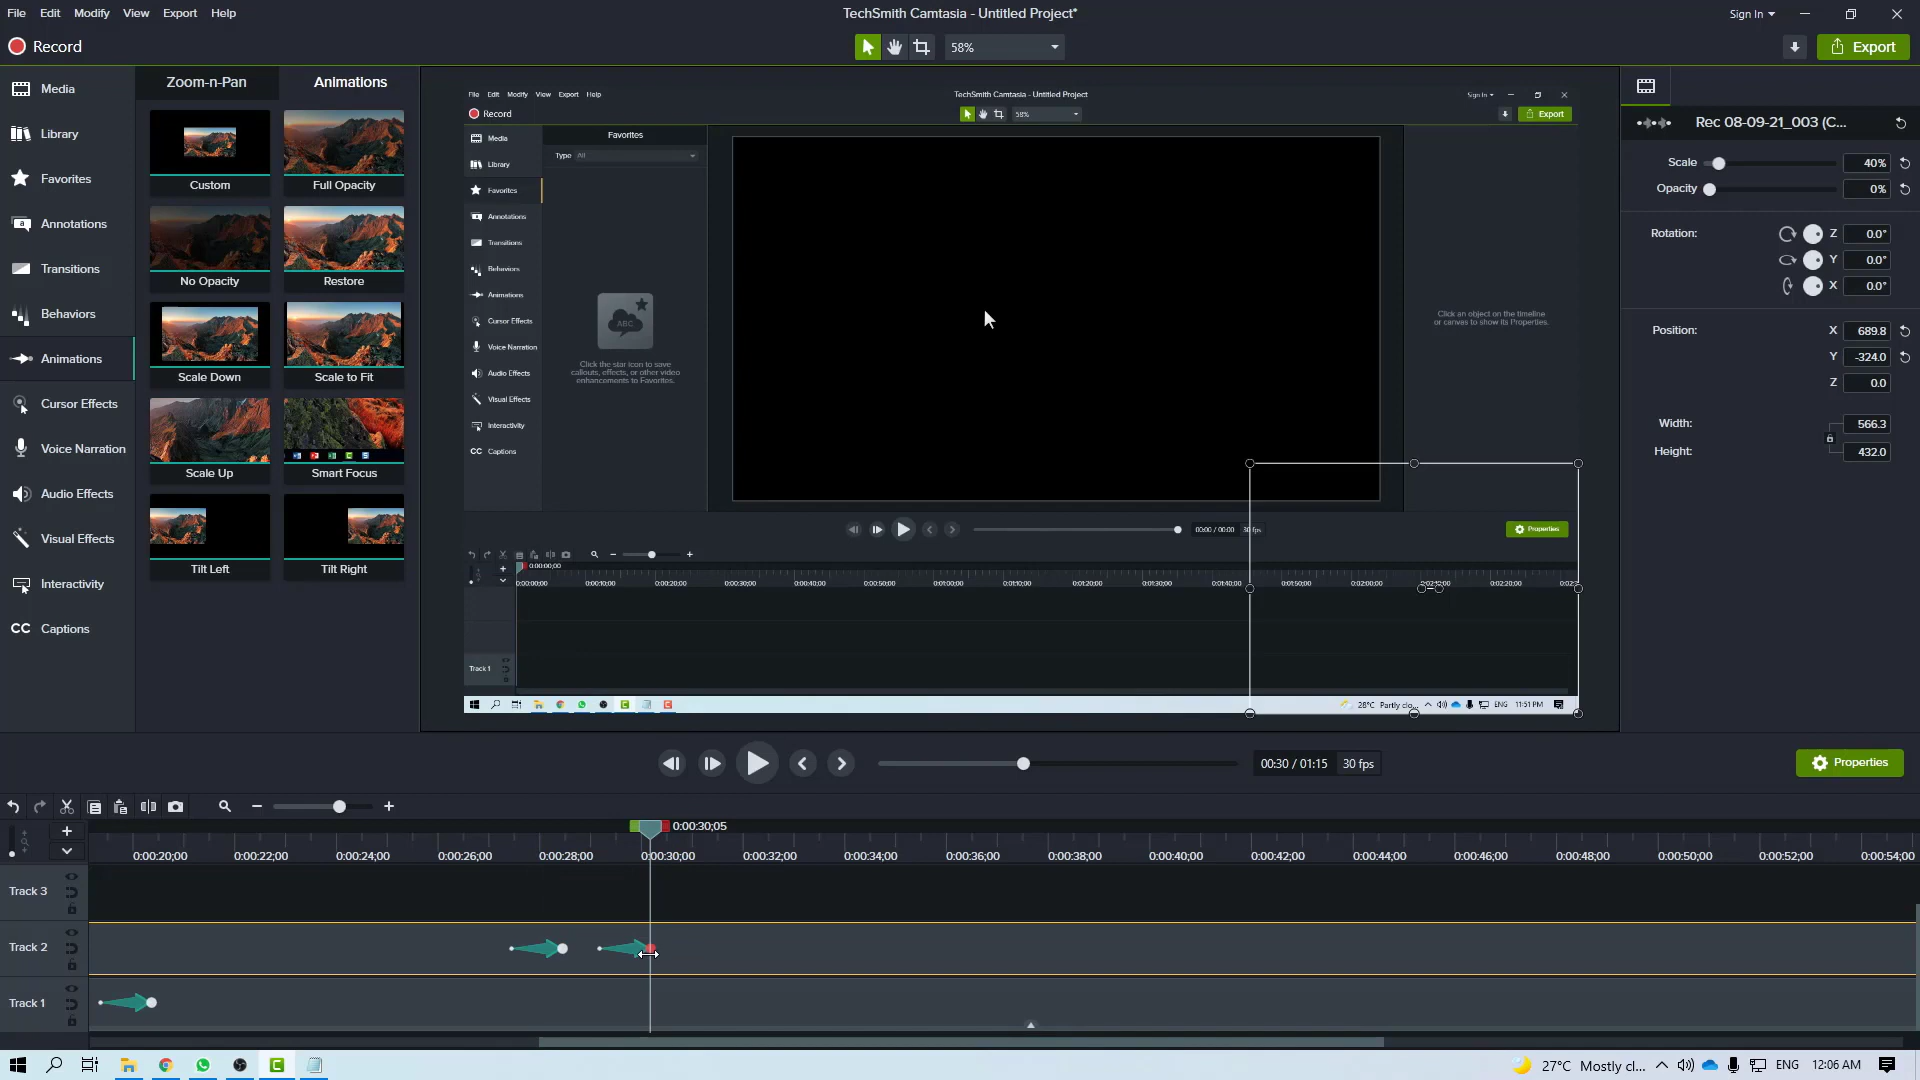 File Edit Modify View Export Help
TechSmith Camtasia - Untitled Project*
Sign In
Record
58%
Export
Media
Library
Favorites
Annotations
Transitions
Behaviors
Animations
Cursor Effects
Voice Narration
Audio Effects
Visual Effects
Interactivity
CC Captions
Zoom-n-Pan
Animations
Custom
Full Opacity
No Opacity
Restore
Scale Down
Scale to Fit
Scale Up
Smart Focus
Tilt Left
Tilt Right
File Edit Modify View Export Help
TechSmith Camtasia - Untitled Project
Sign In
Record
58%
Export
Media
Library
Favorites
Annotations
Transitions
Behaviors
Animations
Cursor Effects
Voice Narration
Audio Effects
Visual Effects
Interactivity
CC Captions
Favorites
Type All
ABC
Click the star icon to save
callouts, effects, or other video
enhancements to Favorites.
Click an object on the timeline
or canvas to show its Properties.
00:00 / 00:00 30 fps
Properties
0:00:00;00
0:00:00;00 0:00:10;00 0:00:20;00 0:00:30;00 0:00:40;00 0:00:50;00 0:01:00;00 0:01:10;00 0:01:20;00 0:01:30;00 0:01:40;00 0:01:50;00 0:02:00;00 0:02:10;00 0:02:20;00
Track 1
28°C Partly clo... ENG 11:51 PM
Rec 08-09-21_003 (C...
Scale 40%
Opacity 0%
Rotation: Z 0.0°
Y 0.0°
X 0.0°
Position: X 689.8
Y -324.0
Z 0.0
Width: 566.3
Height: 432.0
00:30 / 01:15 30 fps
Properties
0:00:30;05
0:00:20;00 0:00:22;00 0:00:24;00 0:00:26;00 0:00:28;00 0:00:30;00 0:00:32;00 0:00:34;00 0:00:36;00 0:00:38;00 0:00:40;00 0:00:42;00 0:00:44;00 0:00:46;00 0:00:48;00 0:00:50;00 0:00:52;00 0:00:54;00
Track 3
Track 2
Track 1
27°C Mostly cl... ENG 12:06 AM